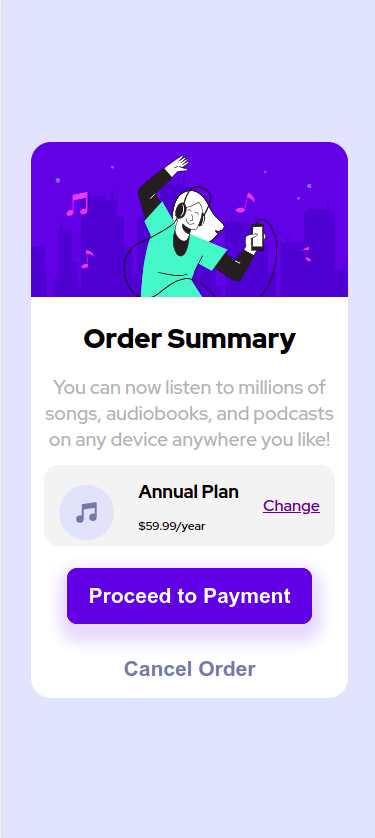 Order Summary
You can now listen to millions of
songs, audiobooks, and podcasts
on any device anywhere you like!
Annual Plan
$59.99/year
Change
Proceed to Payment
Cancel Order